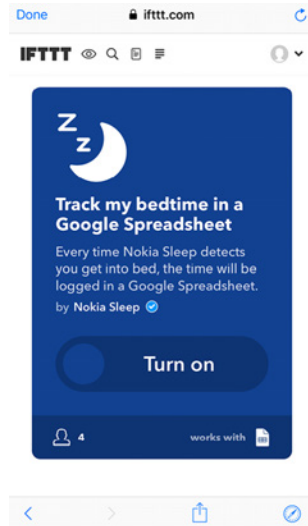 Done
ifttt.com
IFTTT
Z
z
Track my bedtime in a
Google Spreadsheet
Every time Nokia Sleep detects
you get into bed, the time will be
logged in a Google Spreadsheet.
by Nokia Sleep
Turn on
4
works with